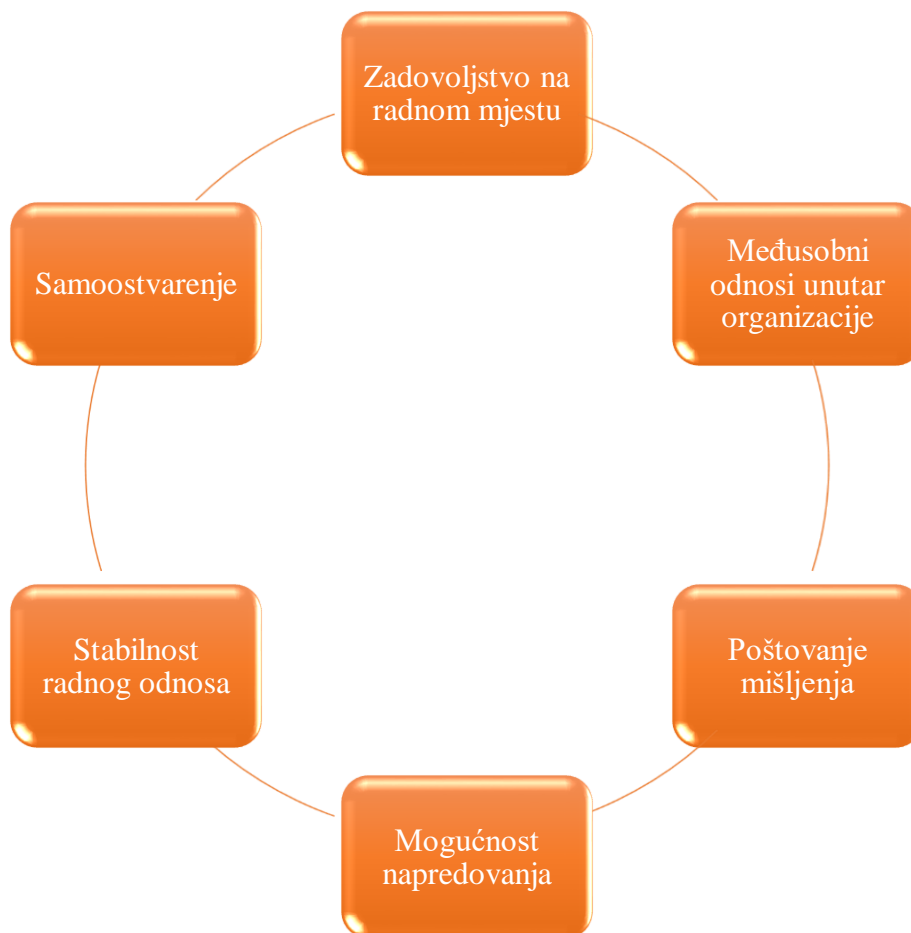 Zadovoljstvo na
radnom mjestu
Međusobni
odnosi unutar
organizacije
Poštovanje
mišljenja
Mogućnost
napredovanja
Stabilnost
radnog odnosa
Samoostvarenje